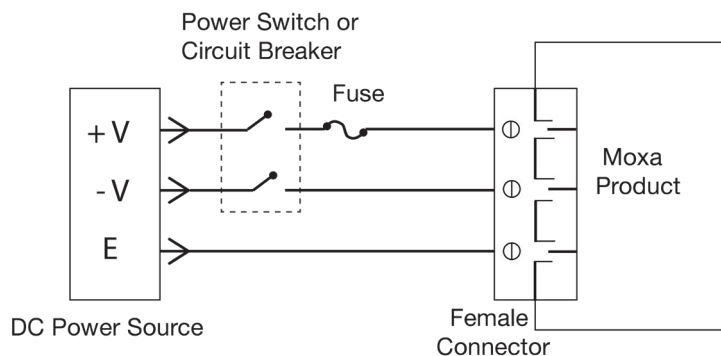 Power Switch or
Circuit Breaker
Fuse
+ V
- V
E
Moxa
Product
DC Power Source
Female
Connector